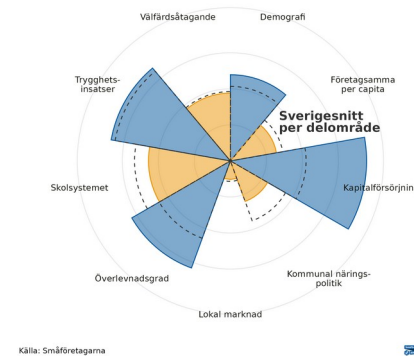 Välfärdsåtagande
Demografi
Trygghets-
insatser
Företagsamma
per capita
Sverigesnitt
per delområde
Skolsystemet
Kapitalförsörjnin
Överlevnadsgrad
Kommunal närings-
politik
Lokal marknad
Källa: Småföretagarna